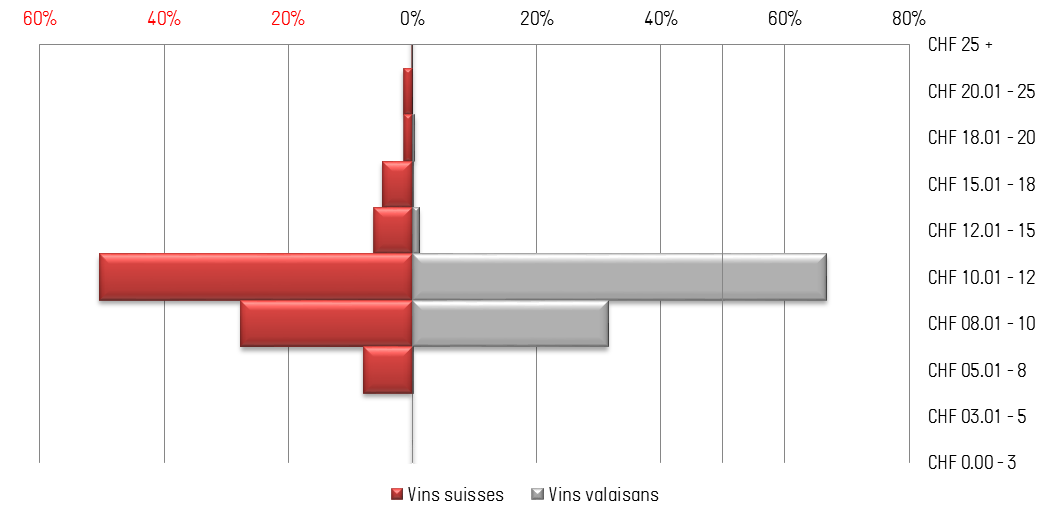 60% 40% 20% 0% 20% 40% 60% 80%
CHF 25 +
CHF 20.01 - 25
CHF 18.01 - 20
CHF 15.01 - 18
CHF 12.01 - 15
CHF 10.01 - 12
CHF 08.01 - 10
CHF 05.01 - 8
CHF 03.01 - 5
CHF 0.00 - 3
Vins suisses Vins valaisans